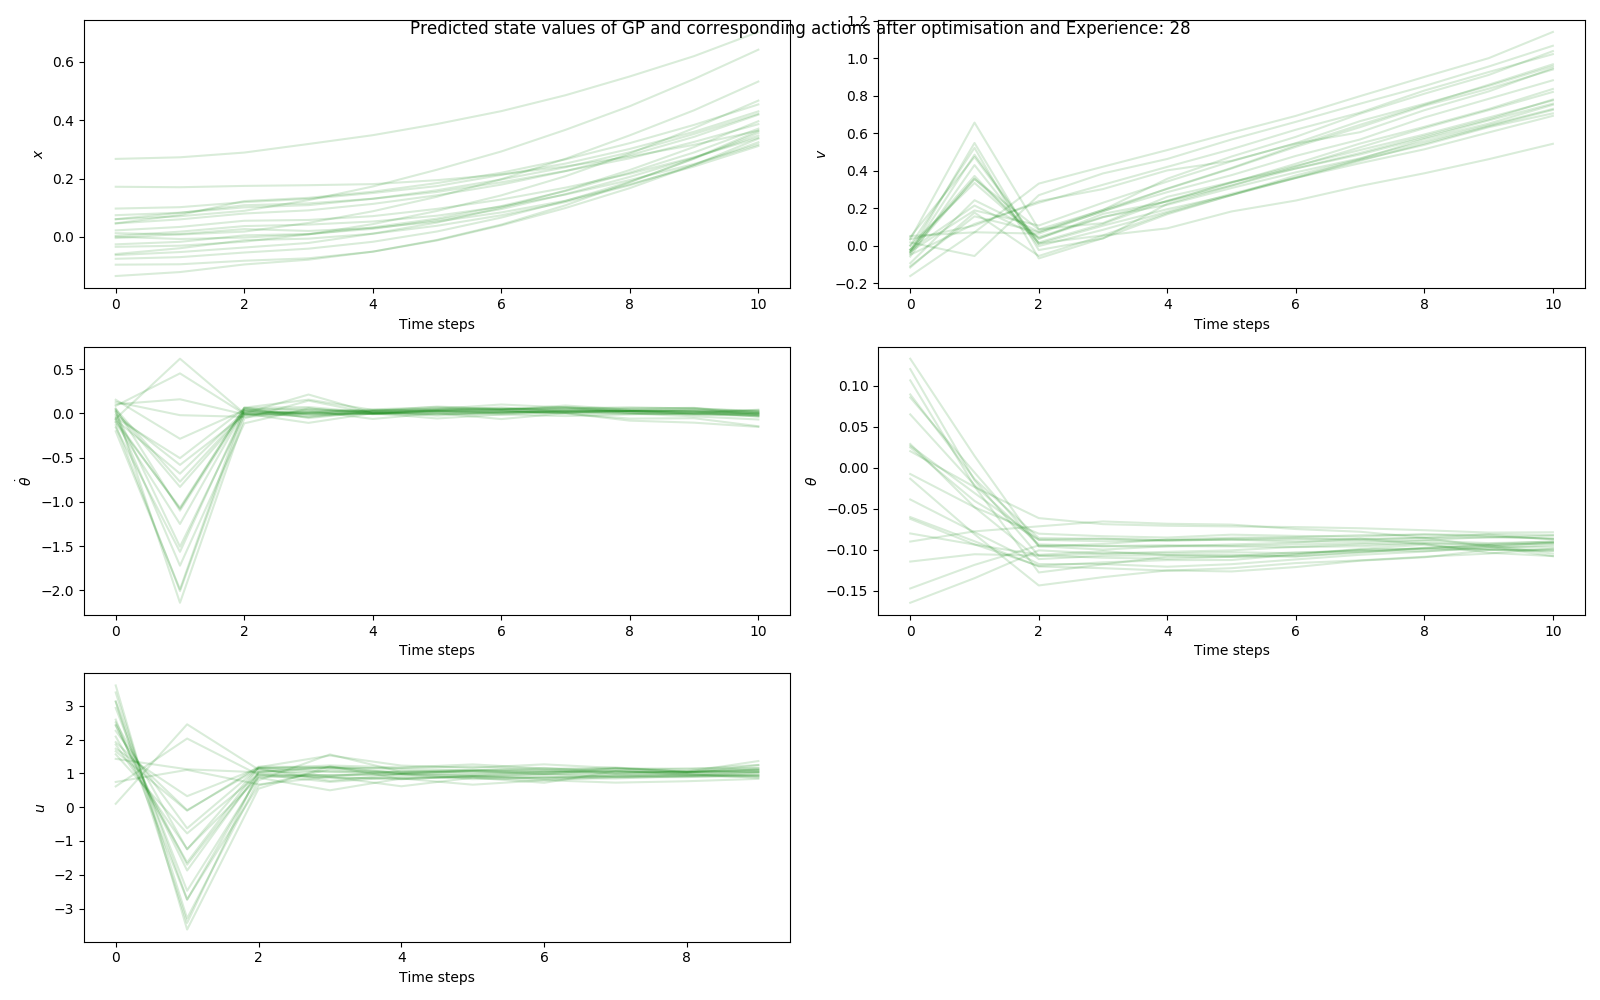 Predicted state values of GP and corresponding actions after optimisation and Experience: 28
0.6
0.4
0.2
0.0
x
0 2 4 6 8 10
Time steps
1.2
1.0
0.8
0.6
0.4
0.2
0.0
−0.2
v
0 2 4 6 8 10
Time steps
0.5
0.0
−0.5
−1.0
−1.5
−2.0
θ̇
0 2 4 6 8 10
Time steps
0.10
0.05
0.00
−0.05
−0.10
−0.15
θ
0 2 4 6 8 10
Time steps
3
2
1
0
−1
−2
−3
u
0 2 4 6 8
Time steps